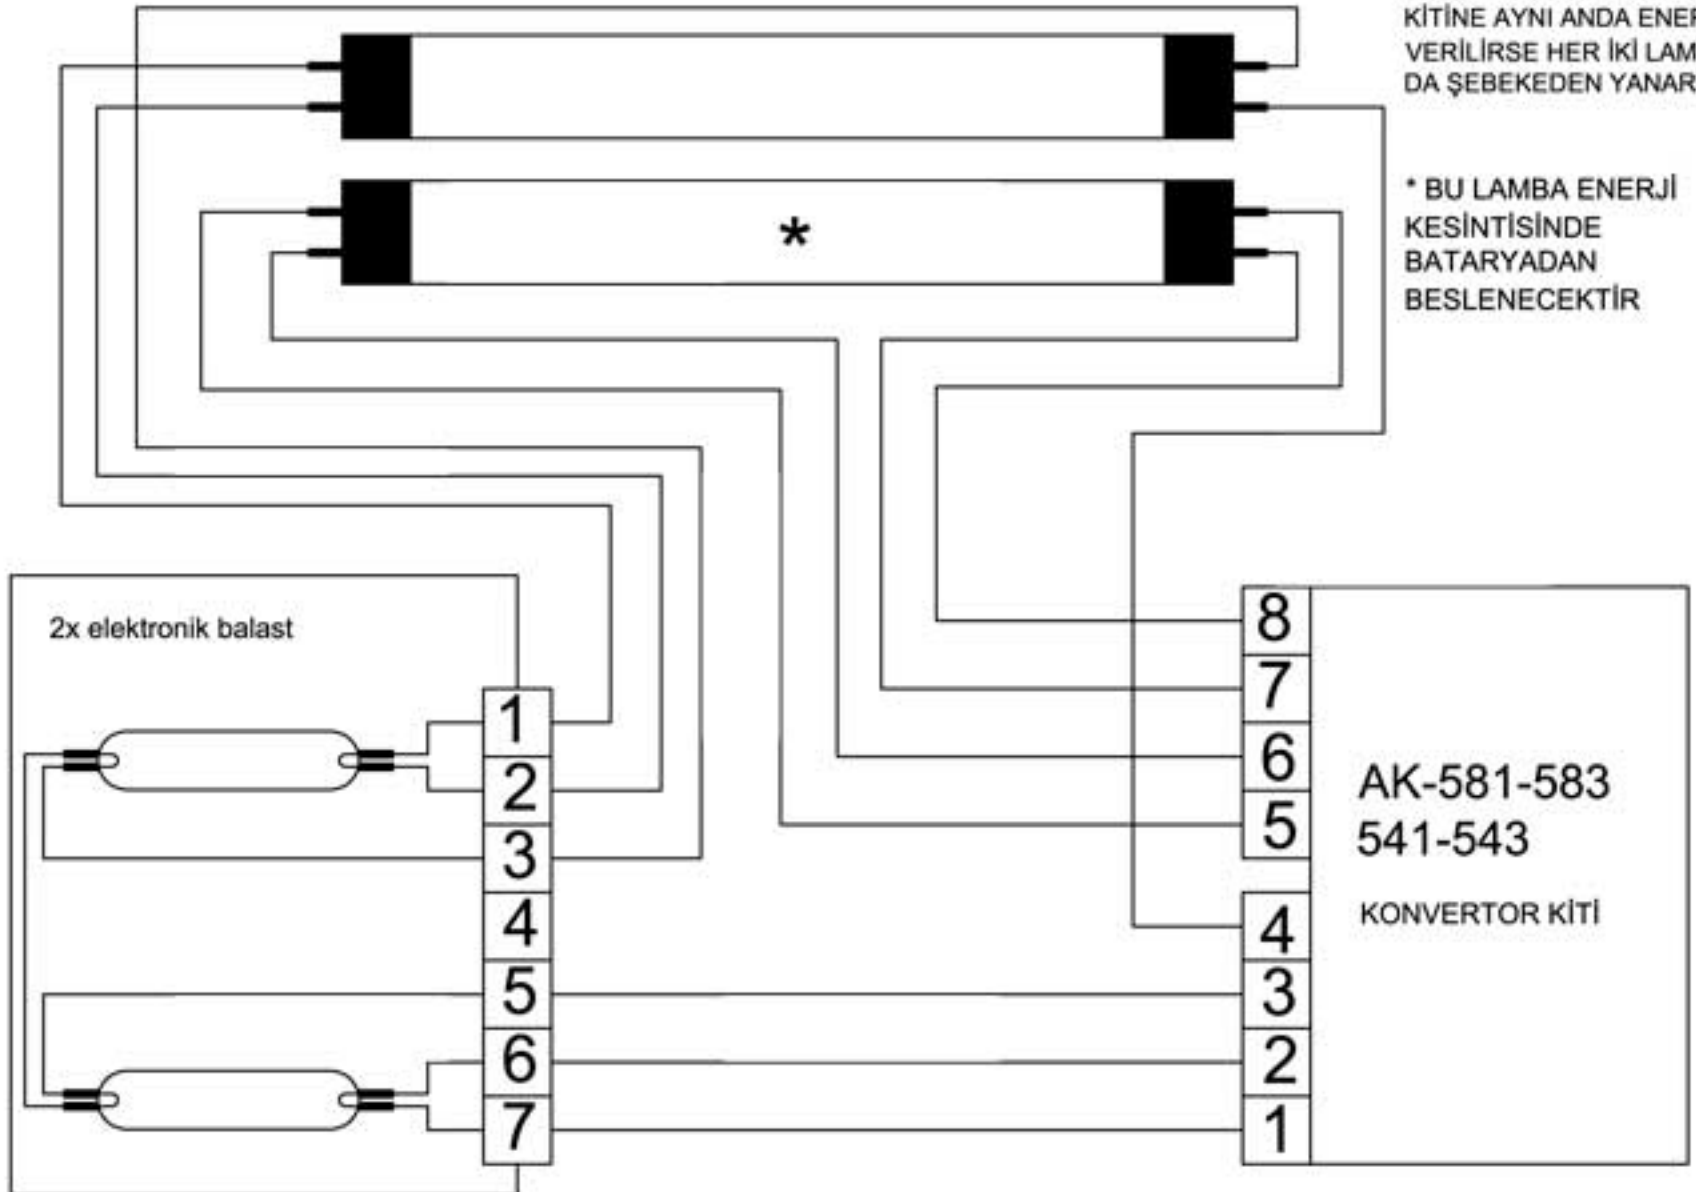 KİTİNE AYNI ANDA
VERİLİRSE HER İKİ
DA ŞEBEKEDEN YANAR
*
* BU LAMBA ENERJİ
KESİNTİSİNDE
BATARYADAN
BESLENECEKTİR
2x elektronik balast
1
2
3
4
5
6
7
8
7
6
5
4
3
2
1
AK-581-583
541-543
KONVERTOR KİTİ